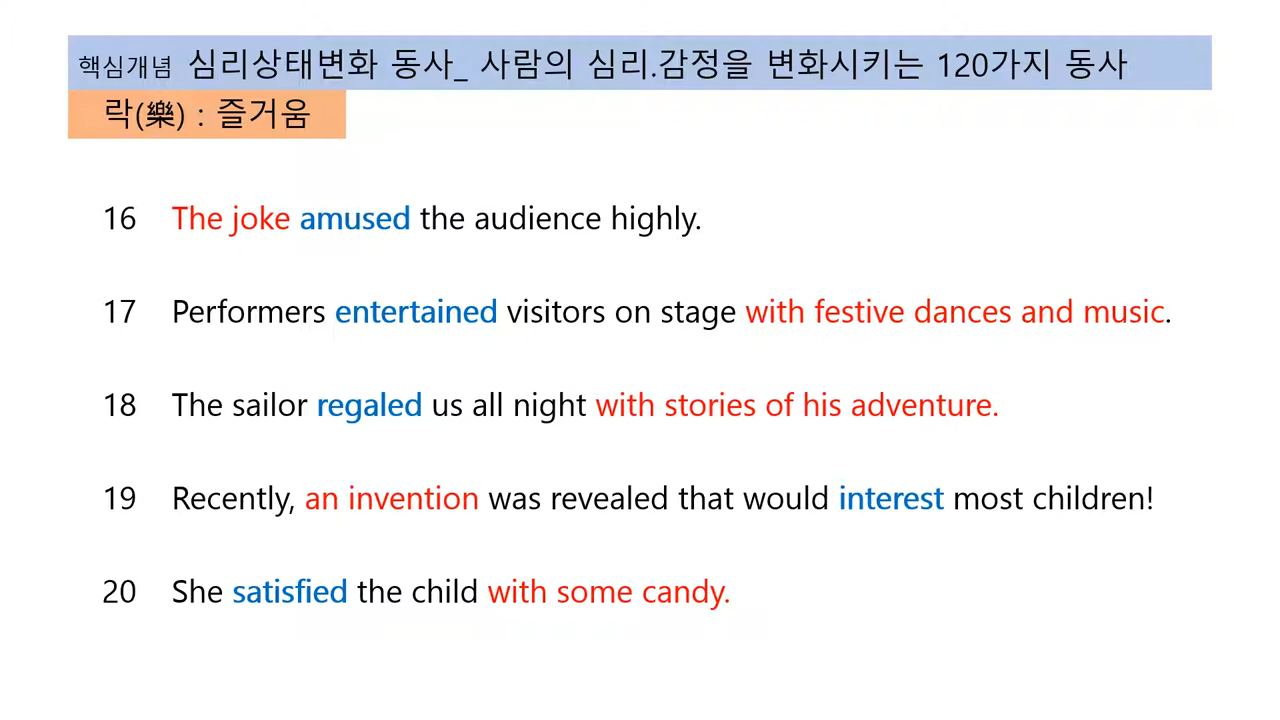 핵심개념 심리상태변화 동사_ 사람의 심리.감정을 변화시키는 120가지 동사
락(樂) : 즐거움
16 The joke amused the audience highly.
17 Performers entertained visitors on stage with festive dances and music.
18 The sailor regaled us all night with stories of his adventure.
19 Recently, an invention was revealed that would interest most children!
20 She satisfied the child with some candy.